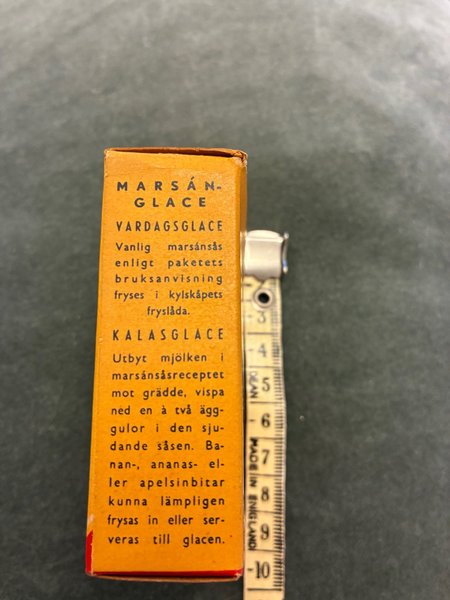 MARSÁN-
GLACE
VARDAGSGLACE
Vanlig marsánsås
enligt paketets
bruksanvisning
fryses i kylskåpets
fryslåda.
KALASGLACE
Utbyt mjölken i
marsánsåsreceptet
mot grädde, vispa
ned en à två ägg-
gulor i den sju-
dande såsen. Ba-
nan-, ananas- el-
ler apelsinbitar
kunna lämpligen
frysas in eller ser-
veras till glacen.
3
4
5
6
7
8
9
10
DEAN
MADE IN ENGLAND